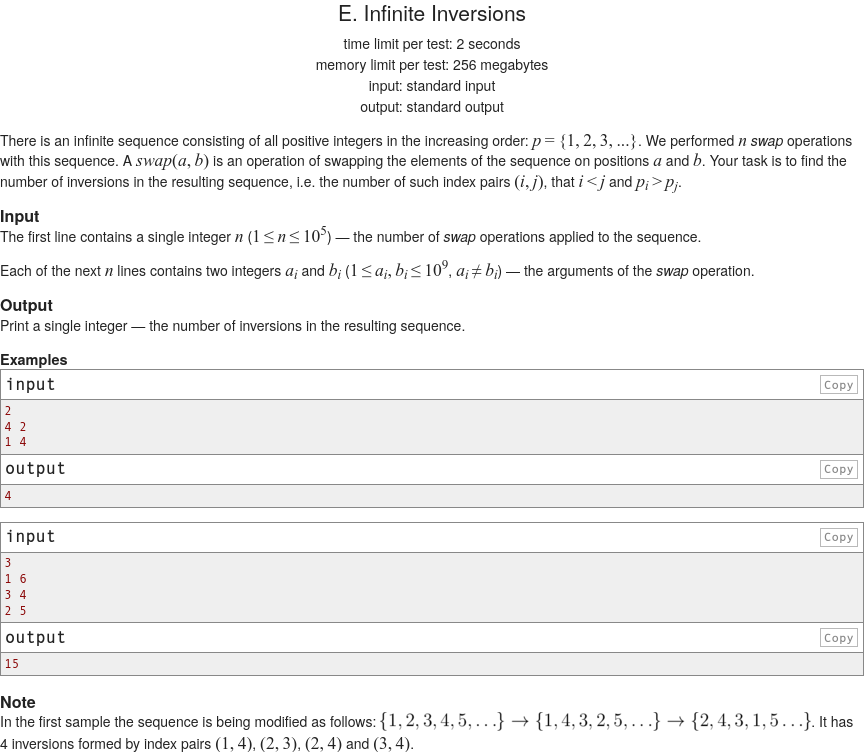 E. Infinite Inversions
time limit per test: 2 seconds
memory limit per test: 256 megabytes
input: standard input
output: standard output
There is an infinite sequence consisting of all positive integers in the increasing order: p = {1, 2, 3, ...}. We performed n swap operations
with this sequence. A swap(a, b) is an operation of swapping the elements of the sequence on positions a and b. Your task is to find the
number of inversions in the resulting sequence, i.e. the number of such index pairs (i, j), that i < j and p_i > p_j.
Input
The first line contains a single integer n (1 ≤ n ≤ 10^5) — the number of swap operations applied to the sequence.
Each of the next n lines contains two integers a_i and b_i (1 ≤ a_i, b_i ≤ 10^9, a_i ≠ b_i) — the arguments of the swap operation.
Output
Print a single integer — the number of inversions in the resulting sequence.
Examples
input Copy
2
4 2
1 4
output Copy
4
input Copy
3
1 6
3 4
2 5
output Copy
15
Note
In the first sample the sequence is being modified as follows: {1, 2, 3, 4, 5, ...} → {1, 4, 3, 2, 5, ...} → {2, 4, 3, 1, 5 ...}. It has
4 inversions formed by index pairs (1, 4), (2, 3), (2, 4) and (3, 4).